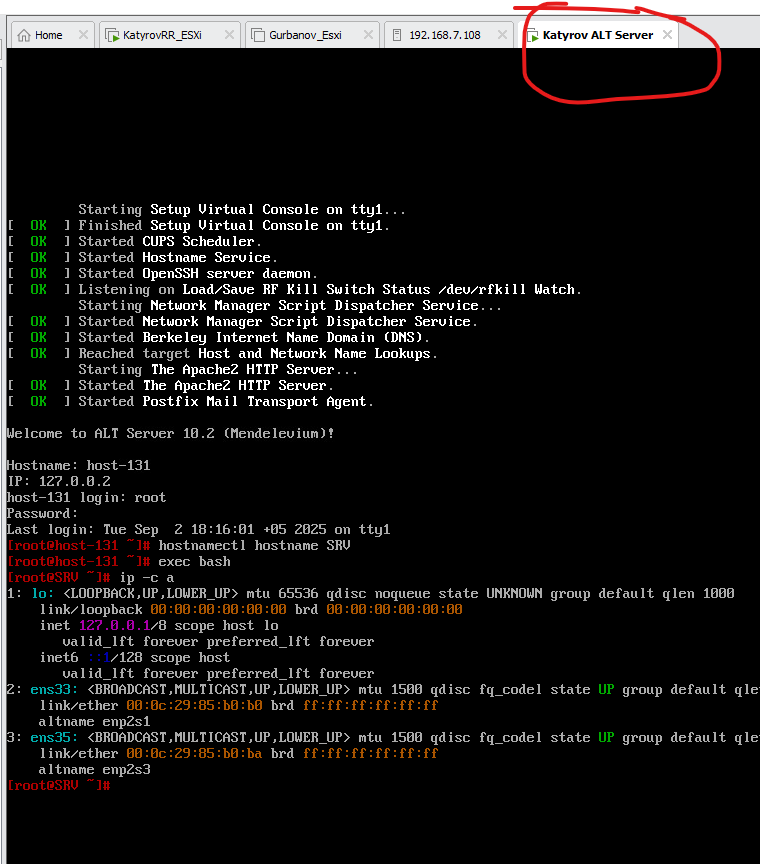 Home
KatyrovRR_ESXi
Gurbanov_Esxi
192.168.7.108
Katyrov ALT Server
Starting Setup Virtual Console on tty1...
[  OK  ] Finished Setup Virtual Console on tty1.
[  OK  ] Started CUPS Scheduler.
[  OK  ] Started Hostname Service.
[  OK  ] Started OpenSSH server daemon.
[  OK  ] Listening on Load/Save RF Kill Switch Status /dev/rfkill Watch.
Starting Network Manager Script Dispatcher Service...
[  OK  ] Started Network Manager Script Dispatcher Service.
[  OK  ] Started Berkeley Internet Name Domain (DNS).
[  OK  ] Reached target Host and Network Name Lookups.
Starting The Apache2 HTTP Server...
[  OK  ] Started The Apache2 HTTP Server.
[  OK  ] Started Postfix Mail Transport Agent.
Welcome to ALT Server 10.2 (Mendelevium)!
Hostname: host-131
IP: 127.0.0.2
host-131 login: root
Password:
Last login: Tue Sep  2 18:16:01 +05 2025 on tty1
[root@host-131 ~]# hostnamectl hostname SRV
[root@host-131 ~]# exec bash
[root@SRV ~]# ip -c a
1: lo: <LOOPBACK,UP,LOWER_UP> mtu 65536 qdisc noqueue state UNKNOWN group default qlen 1000
link/loopback 00:00:00:00:00:00 brd 00:00:00:00:00:00
inet 127.0.0.1/8 scope host lo
valid_lft forever preferred_lft forever
inet6 ::1/128 scope host
valid_lft forever preferred_lft forever
2: ens33: <BROADCAST,MULTICAST,UP,LOWER_UP> mtu 1500 qdisc fq_codel state UP group default qle
link/ether 00:0c:29:85:b0:b0 brd ff:ff:ff:ff:ff:ff
altname enp2s1
3: ens35: <BROADCAST,MULTICAST,UP,LOWER_UP> mtu 1500 qdisc fq_codel state UP group default qle
link/ether 00:0c:29:85:b0:ba brd ff:ff:ff:ff:ff:ff
altname enp2s3
[root@SRV ~]#